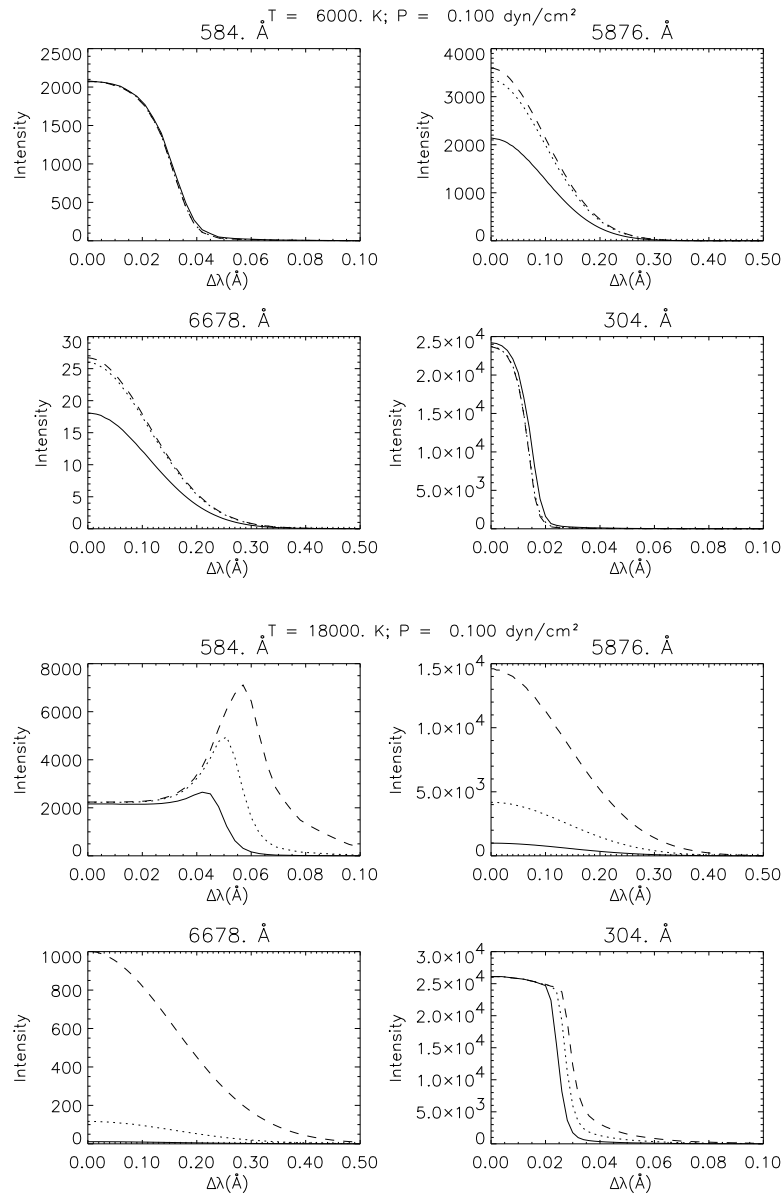 T = 6000. K; P = 0.100 dyn/cm²
584. Å
5876. Å
Intensity
2500
2000
1500
1000
500
0
0.00 0.02 0.04 0.06 0.08 0.10
Δλ(Å)
Intensity
4000
3000
2000
1000
0
0.00 0.10 0.20 0.30 0.40 0.50
Δλ(Å)
6678. Å
304. Å
Intensity
30
25
20
15
10
5
0
0.00 0.10 0.20 0.30 0.40 0.50
Δλ(Å)
Intensity
2.5×10⁴
2.0×10⁴
1.5×10⁴
1.0×10⁴
5.0×10³
0
0.00 0.02 0.04 0.06 0.08 0.10
Δλ(Å)
T = 18000. K; P = 0.100 dyn/cm²
584. Å
5876. Å
Intensity
8000
6000
4000
2000
0
0.00 0.02 0.04 0.06 0.08 0.10
Δλ(Å)
Intensity
1.5×10⁴
1.0×10⁴
5.0×10³
0
0.00 0.10 0.20 0.30 0.40 0.50
Δλ(Å)
6678. Å
304. Å
Intensity
1000
800
600
400
200
0
0.00 0.10 0.20 0.30 0.40 0.50
Δλ(Å)
Intensity
3.0×10⁴
2.5×10⁴
2.0×10⁴
1.5×10⁴
1.0×10⁴
5.0×10³
0
0.00 0.02 0.04 0.06 0.08 0.10
Δλ(Å)